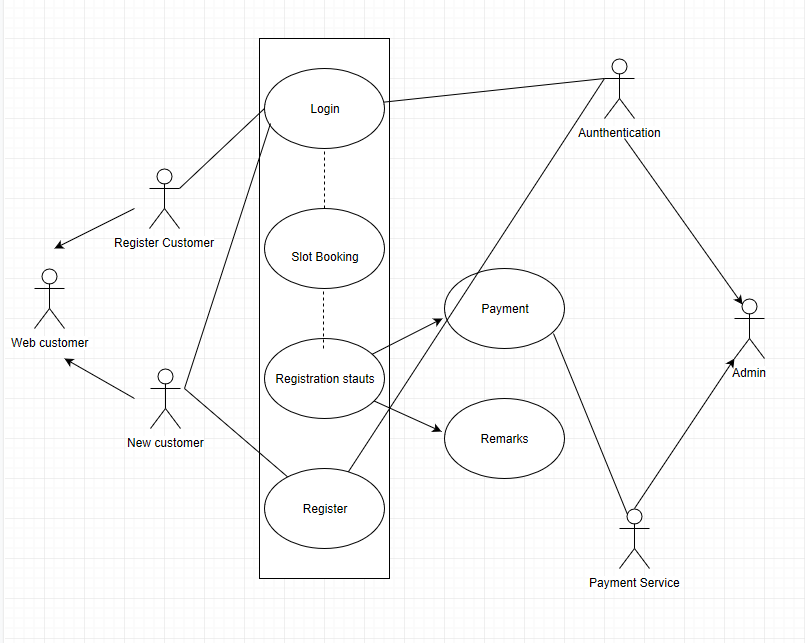 Login
Aunthentication
Register Customer
Slot Booking
Web customer
Payment
Registration stauts
Admin
New customer
Remarks
Register
Payment Service